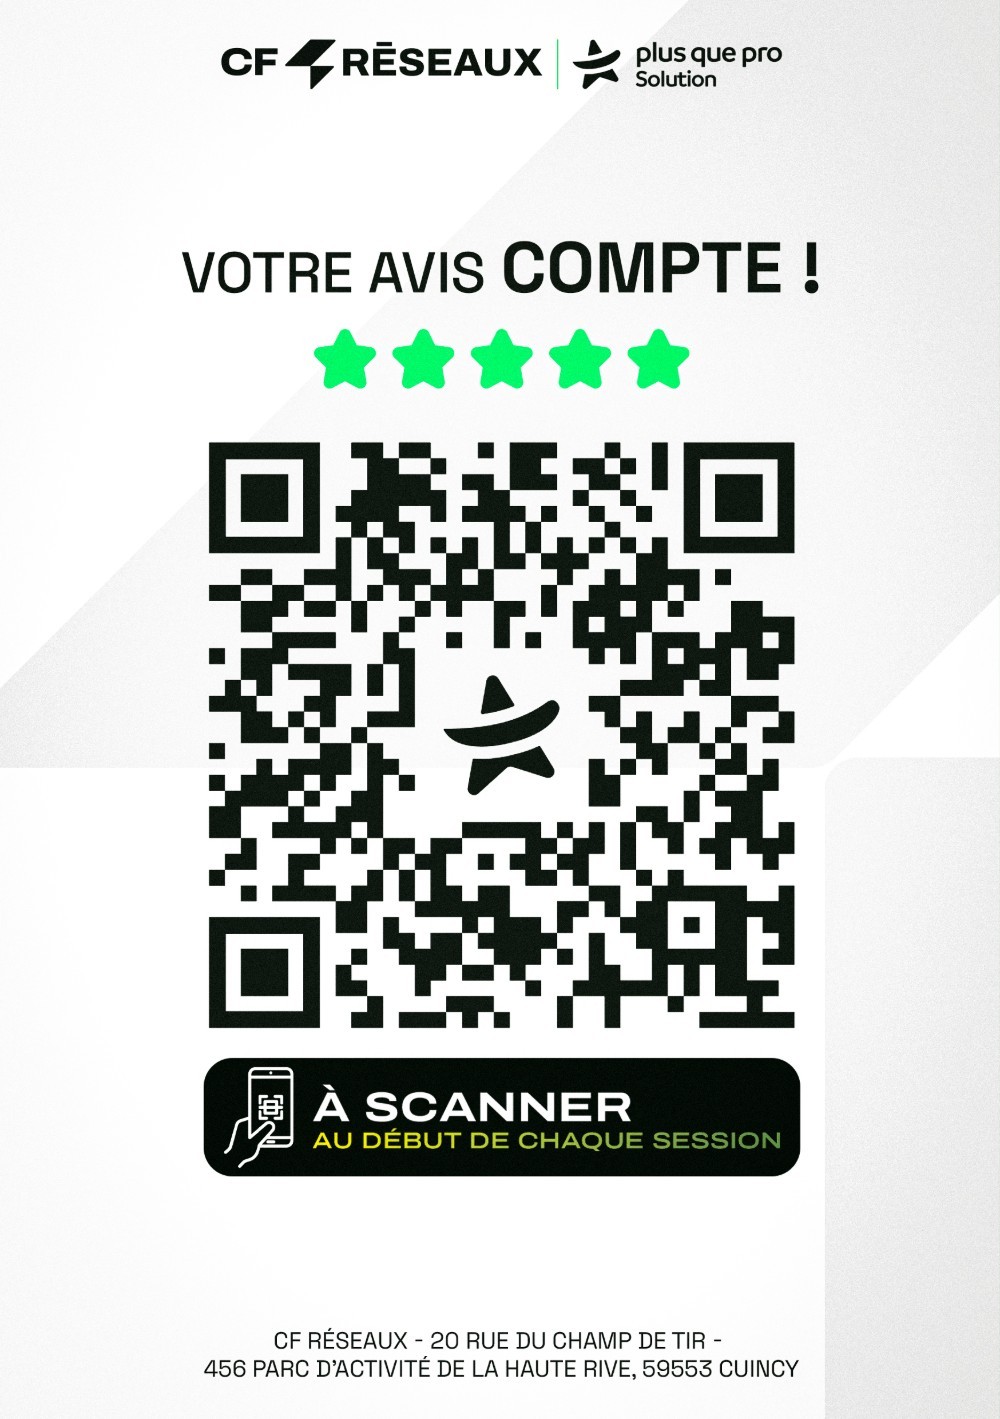 CF RÉSEAUX
plus que pro
Solution
VOTRE AVIS COMPTE !
À SCANNER
AU DÉBUT DE CHAQUE SESSION
CF RÉSEAUX - 20 RUE DU CHAMP DE TIR -
456 PARC D'ACTIVITÉ DE LA HAUTE RIVE, 59553 CUINCY